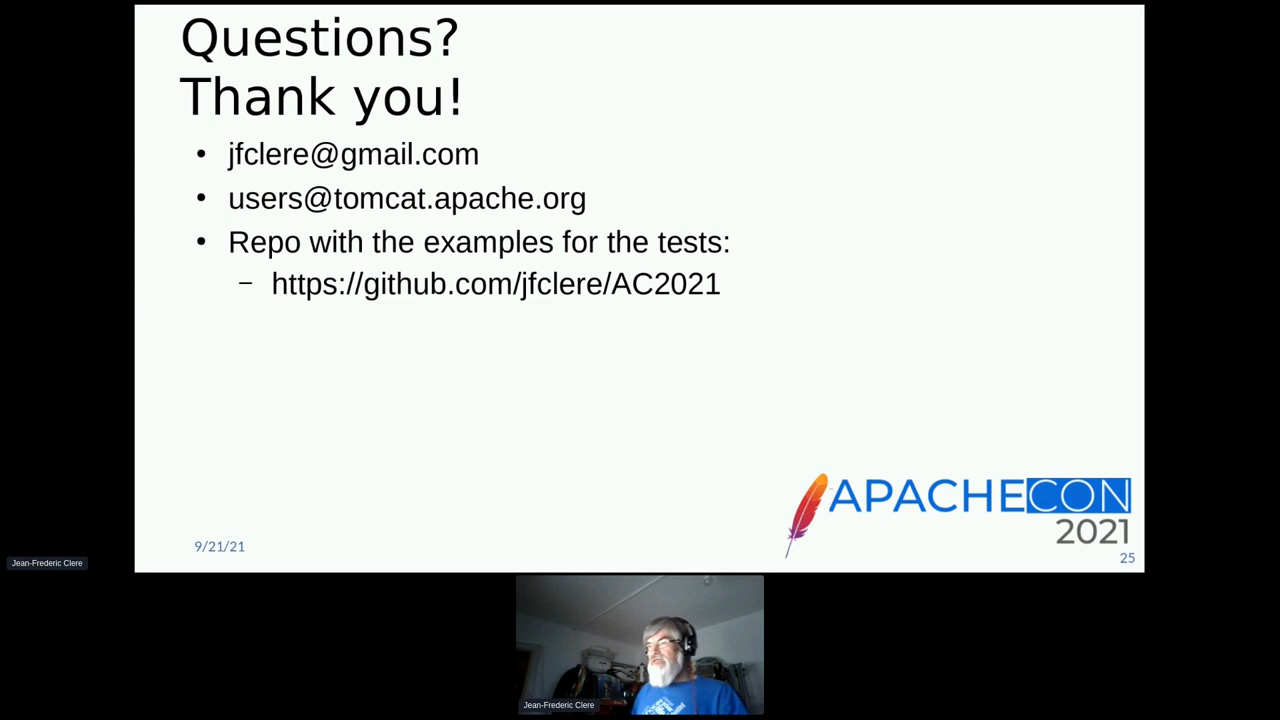 Questions?
Thank you!
• jfclere@gmail.com
• users@tomcat.apache.org
• Repo with the examples for the tests:
– https://github.com/jfclere/AC2021
APACHECON
2021
9/21/21
25
Jean-Frederic Clere
Jean-Frederic Clere